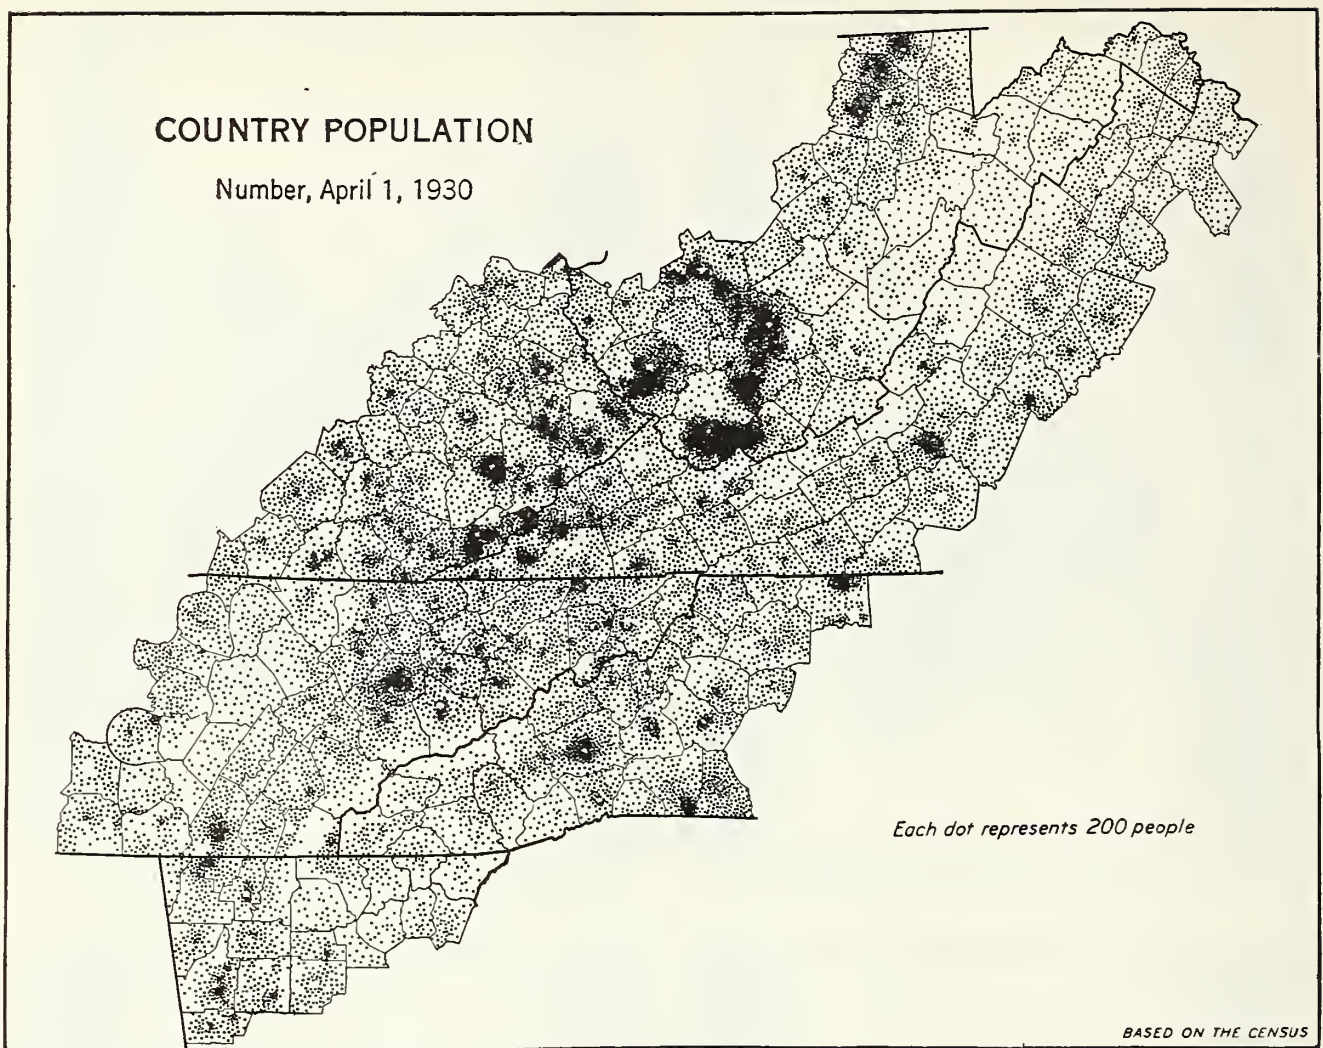 COUNTRY POPULATION
Number, April 1, 1930
Each dot represents 200 people
BASED ON THE CENSUS